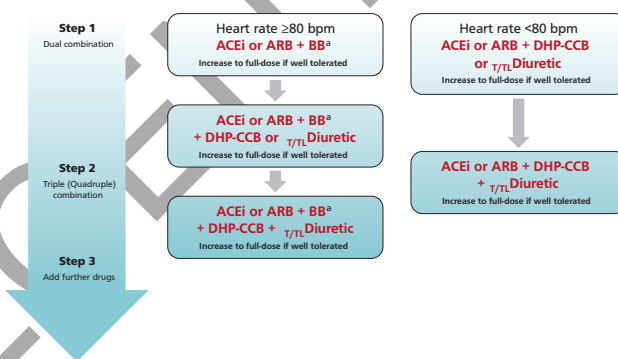 Step 1
Dual combination
Step 2
Triple (Quadruple)
combination
Step 3
Add further drugs
Heart rate ≥80 bpm
ACEi or ARB + BBᵃ
Increase to full-dose if well tolerated
ACEi or ARB + BBᵃ
+ DHP-CCB or T/TLDiuretic
Increase to full-dose if well tolerated
ACEi or ARB + BBᵃ
+ DHP-CCB + T/TLDiuretic
Increase to full-dose if well tolerated
Heart rate <80 bpm
ACEi or ARB + DHP-CCB
or T/TLDiuretic
Increase to full-dose if well tolerated
ACEi or ARB + DHP-CCB
+ T/TLDiuretic
Increase to full-dose if well tolerated